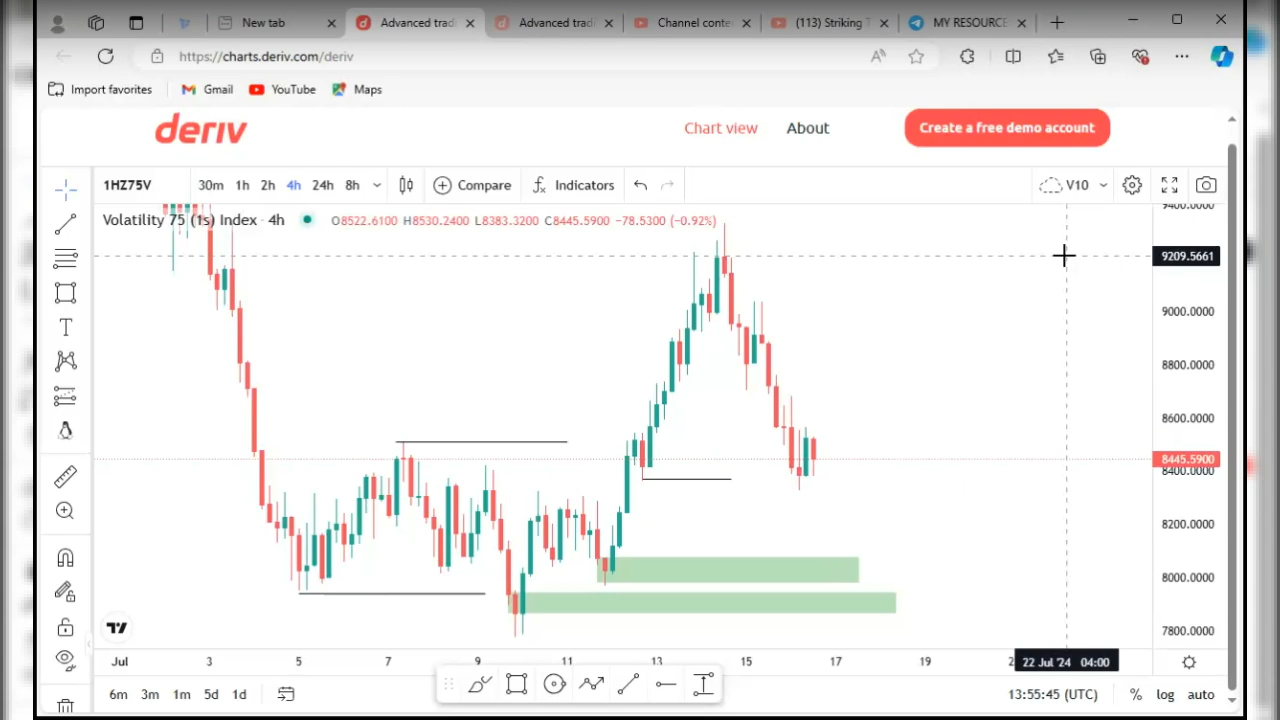 New tab
Advanced tradi
Advanced tradi
Channel conte
(113) Striking T
MY RESOURCE
https://charts.deriv.com/deriv
Import favorites
Gmail
YouTube
Maps
deriv
Chart view
About
Create a free demo account
1HZ75V
30m
1h
2h
4h
24h
8h
Compare
Indicators
V10
Volatility 75 (1s) Index · 4h
O8522.6100 H8530.2400 L8383.3200 C8445.5900 −78.5300 (−0.92%)
9400.0000
9209.5661
9000.0000
8800.0000
8600.0000
8445.5900
8400.0000
8200.0000
8000.0000
7800.0000
Jul
3
5
7
9
11
13
15
17
19
22 Jul '24 04:00
6m
3m
1m
5d
1d
13:55:45 (UTC)
%
log
auto